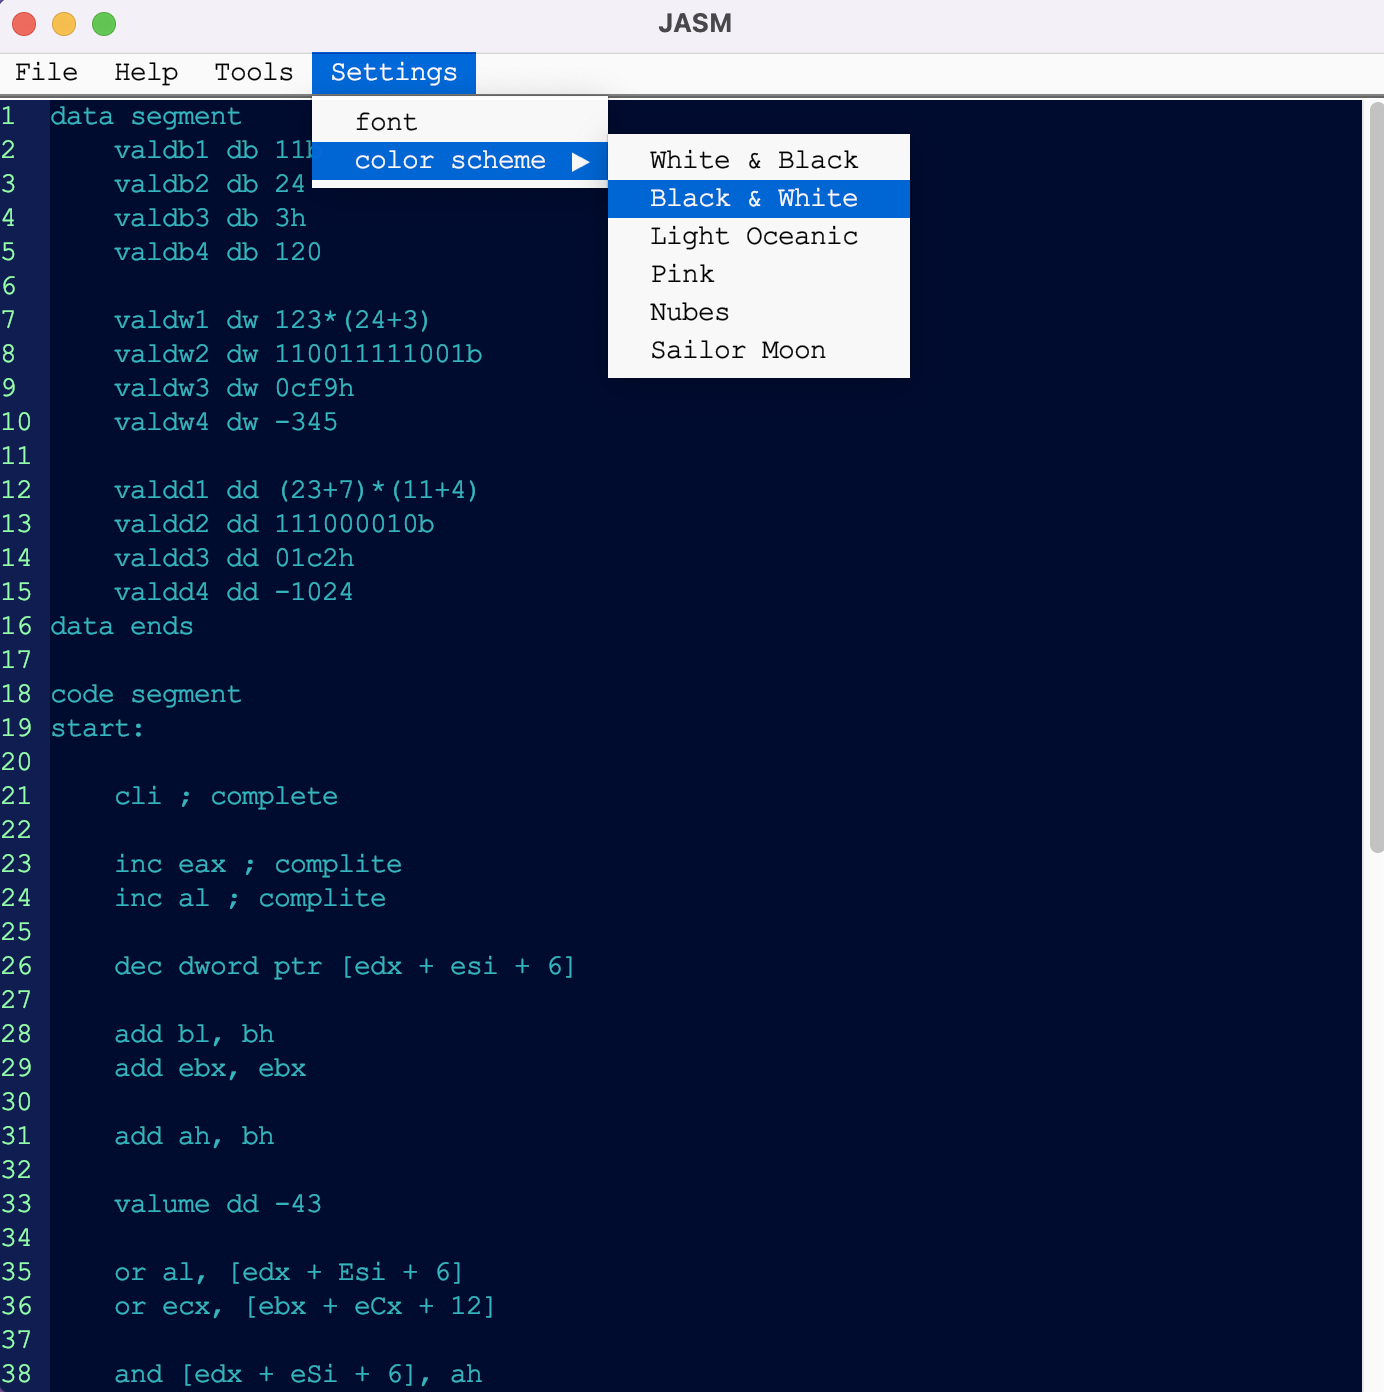 JASM
File Help Tools Settings
font
color scheme ▶
White & Black
Black & White
Light Oceanic
Pink
Nubes
Sailor Moon
1 data segment
2 valdb1 db 11b
3 valdb2 db 24
4 valdb3 db 3h
5 valdb4 db 120
6
7 valdw1 dw 123*(24+3)
8 valdw2 dw 110011111001b
9 valdw3 dw 0cf9h
10 valdw4 dw -345
11
12 valdd1 dd (23+7)*(11+4)
13 valdd2 dd 111000010b
14 valdd3 dd 01c2h
15 valdd4 dd -1024
16 data ends
17
18 code segment
19 start:
20
21 cli ; complete
22
23 inc eax ; complite
24 inc al ; complite
25
26 dec dword ptr [edx + esi + 6]
27
28 add bl, bh
29 add ebx, ebx
30
31 add ah, bh
32
33 valume dd -43
34
35 or al, [edx + Esi + 6]
36 or ecx, [ebx + eCx + 12]
37
38 and [edx + eSi + 6], ah